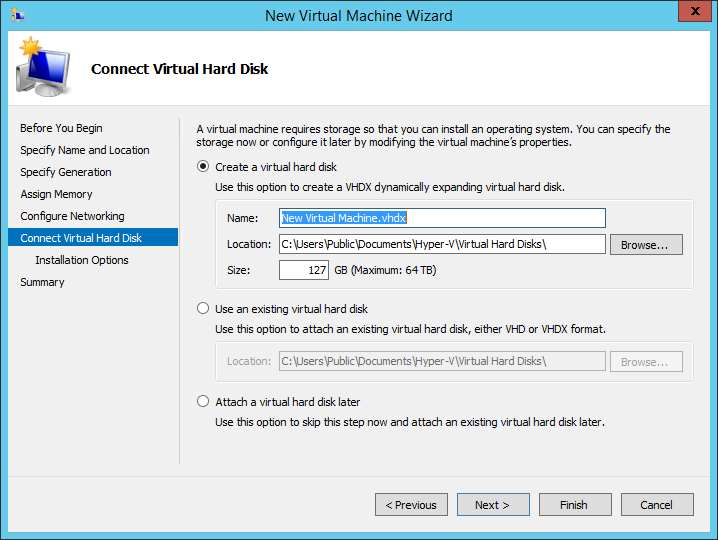 New Virtual Machine Wizard
Connect Virtual Hard Disk
Before You Begin
Specify Name and Location
Specify Generation
Assign Memory
Configure Networking
Connect Virtual Hard Disk
Installation Options
Summary
A virtual machine requires storage so that you can install an operating system. You can specify the
storage now or configure it later by modifying the virtual machine's properties.
Create a virtual hard disk
Use this option to create a VHDX dynamically expanding virtual hard disk.
Name: New Virtual Machine.vhdx
Location: C:\Users\Public\Documents\Hyper-V\Virtual Hard Disks\ Browse...
Size: 127 GB (Maximum: 64 TB)
Use an existing virtual hard disk
Use this option to attach an existing virtual hard disk, either VHD or VHDX format.
Location: C:\Users\Public\Documents\Hyper-V\Virtual Hard Disks\ Browse...
Attach a virtual hard disk later
Use this option to skip this step now and attach an existing virtual hard disk later.
< Previous Next > Finish Cancel